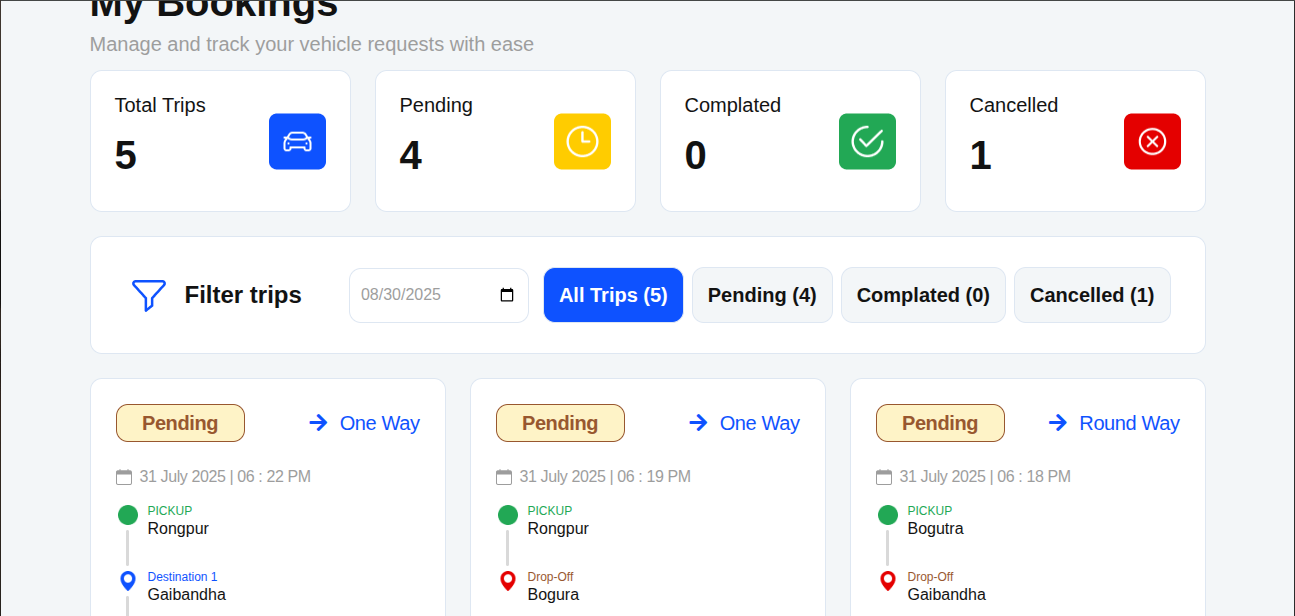 My Bookings
Manage and track your vehicle requests with ease
Total Trips
5
Pending
4
Complated
0
Cancelled
1
Filter trips
08/30/2025
All Trips (5)
Pending (4)
Complated (0)
Cancelled (1)
Pending
One Way
31 July 2025 | 06 : 22 PM
PICKUP
Rongpur
Destination 1
Gaibandha
Pending
One Way
31 July 2025 | 06 : 19 PM
PICKUP
Rongpur
Drop-Off
Bogura
Pending
Round Way
31 July 2025 | 06 : 18 PM
PICKUP
Bogutra
Drop-Off
Gaibandha